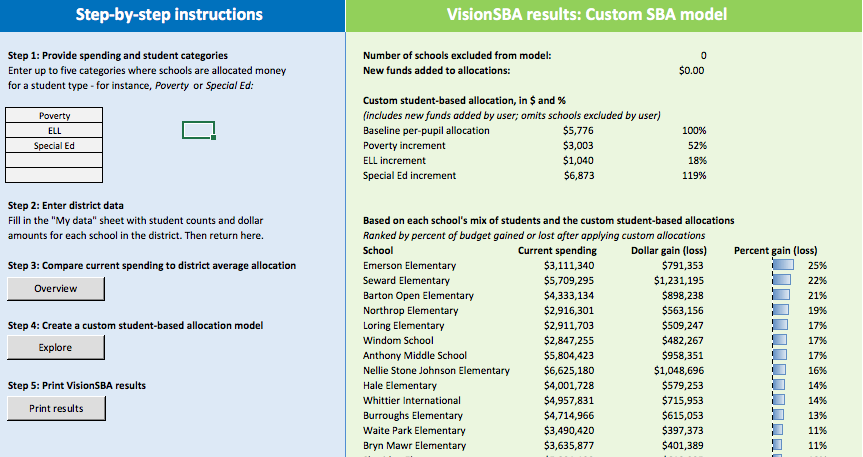 Step-by-step instructions
Step 1: Provide spending and student categories
Enter up to five categories where schools are allocated money
for a student type - for instance, Poverty or Special Ed:
Poverty
ELL
Special Ed
Step 2: Enter district data
Fill in the "My data" sheet with student counts and dollar
amounts for each school in the district. Then return here.
Step 3: Compare current spending to district average allocation
Overview
Step 4: Create a custom student-based allocation model
Explore
Step 5: Print VisionSBA results
Print results
VisionSBA results: Custom SBA model
Number of schools excluded from model: 0
New funds added to allocations: $0.00
Custom student-based allocation, in $ and %
(includes new funds added by user; omits schools excluded by user)
Baseline per-pupil allocation $5,776 100%
Poverty increment $3,003 52%
ELL increment $1,040 18%
Special Ed increment $6,873 119%
Based on each school's mix of students and the custom student-based allocations
Ranked by percent of budget gained or lost after applying custom allocations
School Current spending Dollar gain (loss) Percent gain (loss)
Emerson Elementary $3,111,340 $791,353 25%
Seward Elementary $5,709,295 $1,231,195 22%
Barton Open Elementary $4,333,134 $898,238 21%
Northrop Elementary $2,916,301 $563,156 19%
Loring Elementary $2,911,703 $509,247 17%
Windom School $2,847,255 $482,267 17%
Anthony Middle School $5,804,423 $958,351 17%
Nellie Stone Johnson Elementary $6,625,180 $1,048,696 16%
Hale Elementary $4,001,728 $579,253 14%
Whittier International $4,957,831 $715,953 14%
Burroughs Elementary $4,714,966 $615,053 13%
Waite Park Elementary $3,490,420 $397,373 11%
Bryn Mawr Elementary $3,635,877 $401,389 11%